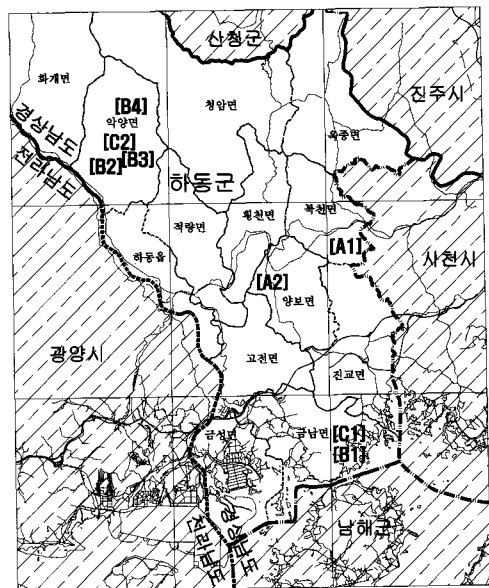 산청군
화개면
청암면
진주시
[B4]
악양면
옥종면
경상남도
전라남도
[C2]
[B2]
[B3]
하동군
적량면
횡천면
북천면
[A1]
하동읍
사천시
[A2]
양보면
광양시
고전면
진교면
금성면
금남면
[C1]
[B1]
경상남도
전라남도
남해군